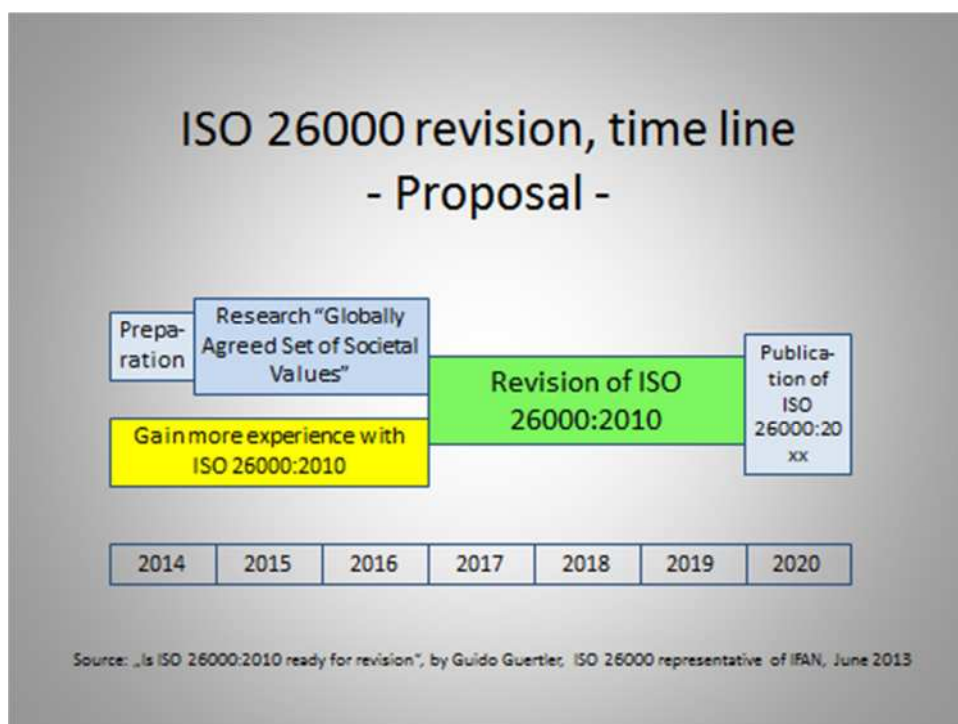 ISO 26000 revision, time line
- Proposal -
Prepa-
ration
Research “Globally
Agreed Set of Societal
Values”
Gain more experience with
ISO 26000:2010
Revision of ISO
26000:2010
Publica-
tion of
ISO
26000:20
xx
2014 2015 2016 2017 2018 2019 2020
Source: „Is ISO 26000:2010 ready for revision“, by Guido Guertler, ISO 26000 representative of IFAN, June 2013